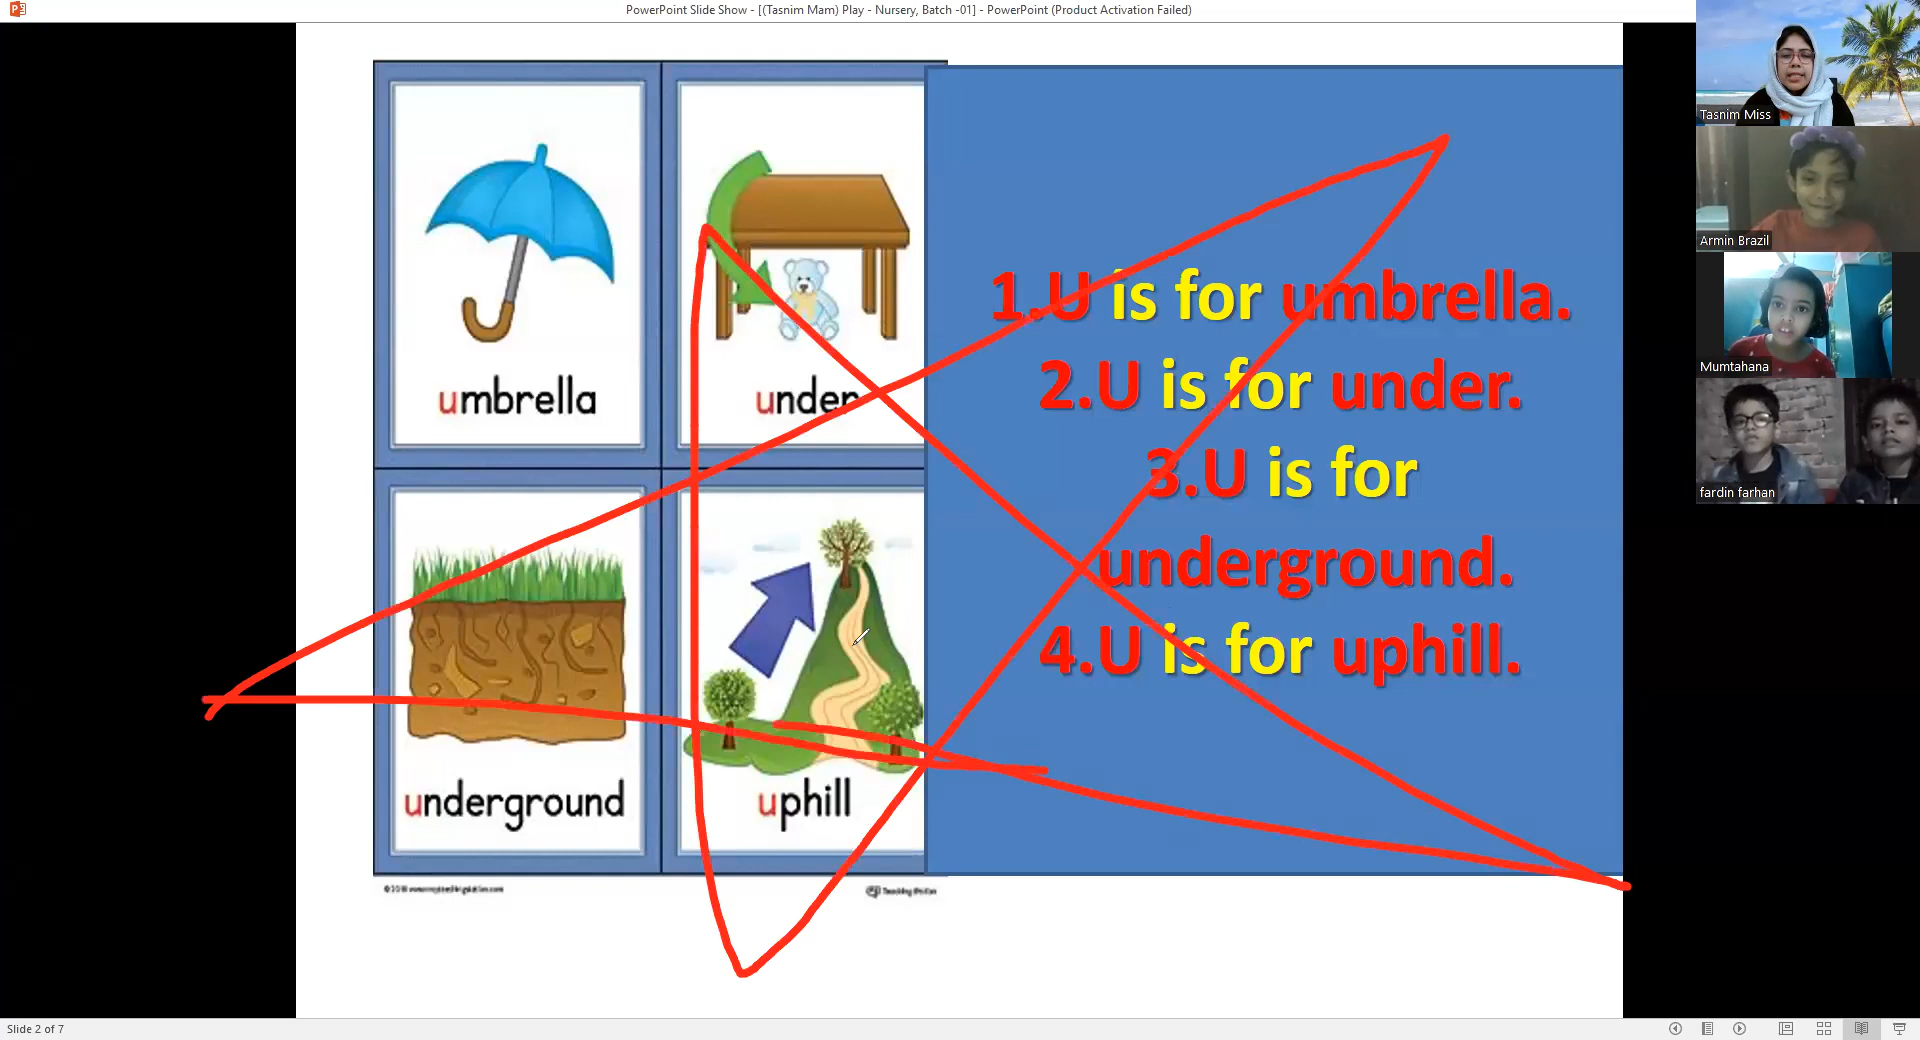 PowerPoint Slide Show - [(Tasnim Mam) Play - Nursery, Batch -01] - PowerPoint (Product Activation Failed)
umbrella
under
underground
uphill
1.U is for umbrella.
2.U is for under.
3.U is for
underground.
4.U is for uphill.
Tasnim Miss
Armin Brazil
Mumtahana
fardin farhan
Slide 2 of 7